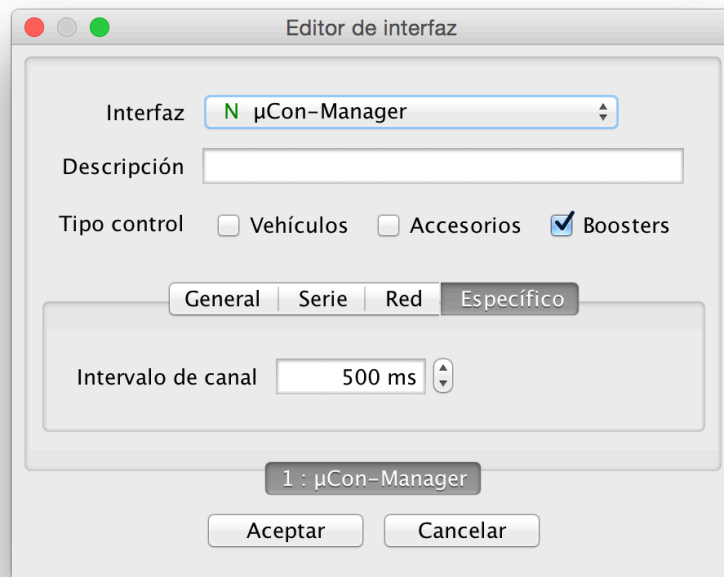 Editor de interfaz
Interfaz N µCon-Manager
Descripción
Tipo control Vehículos Accesorios Boosters
General Serie Red Específico
Intervalo de canal 500 ms
1 : µCon-Manager
Aceptar Cancelar